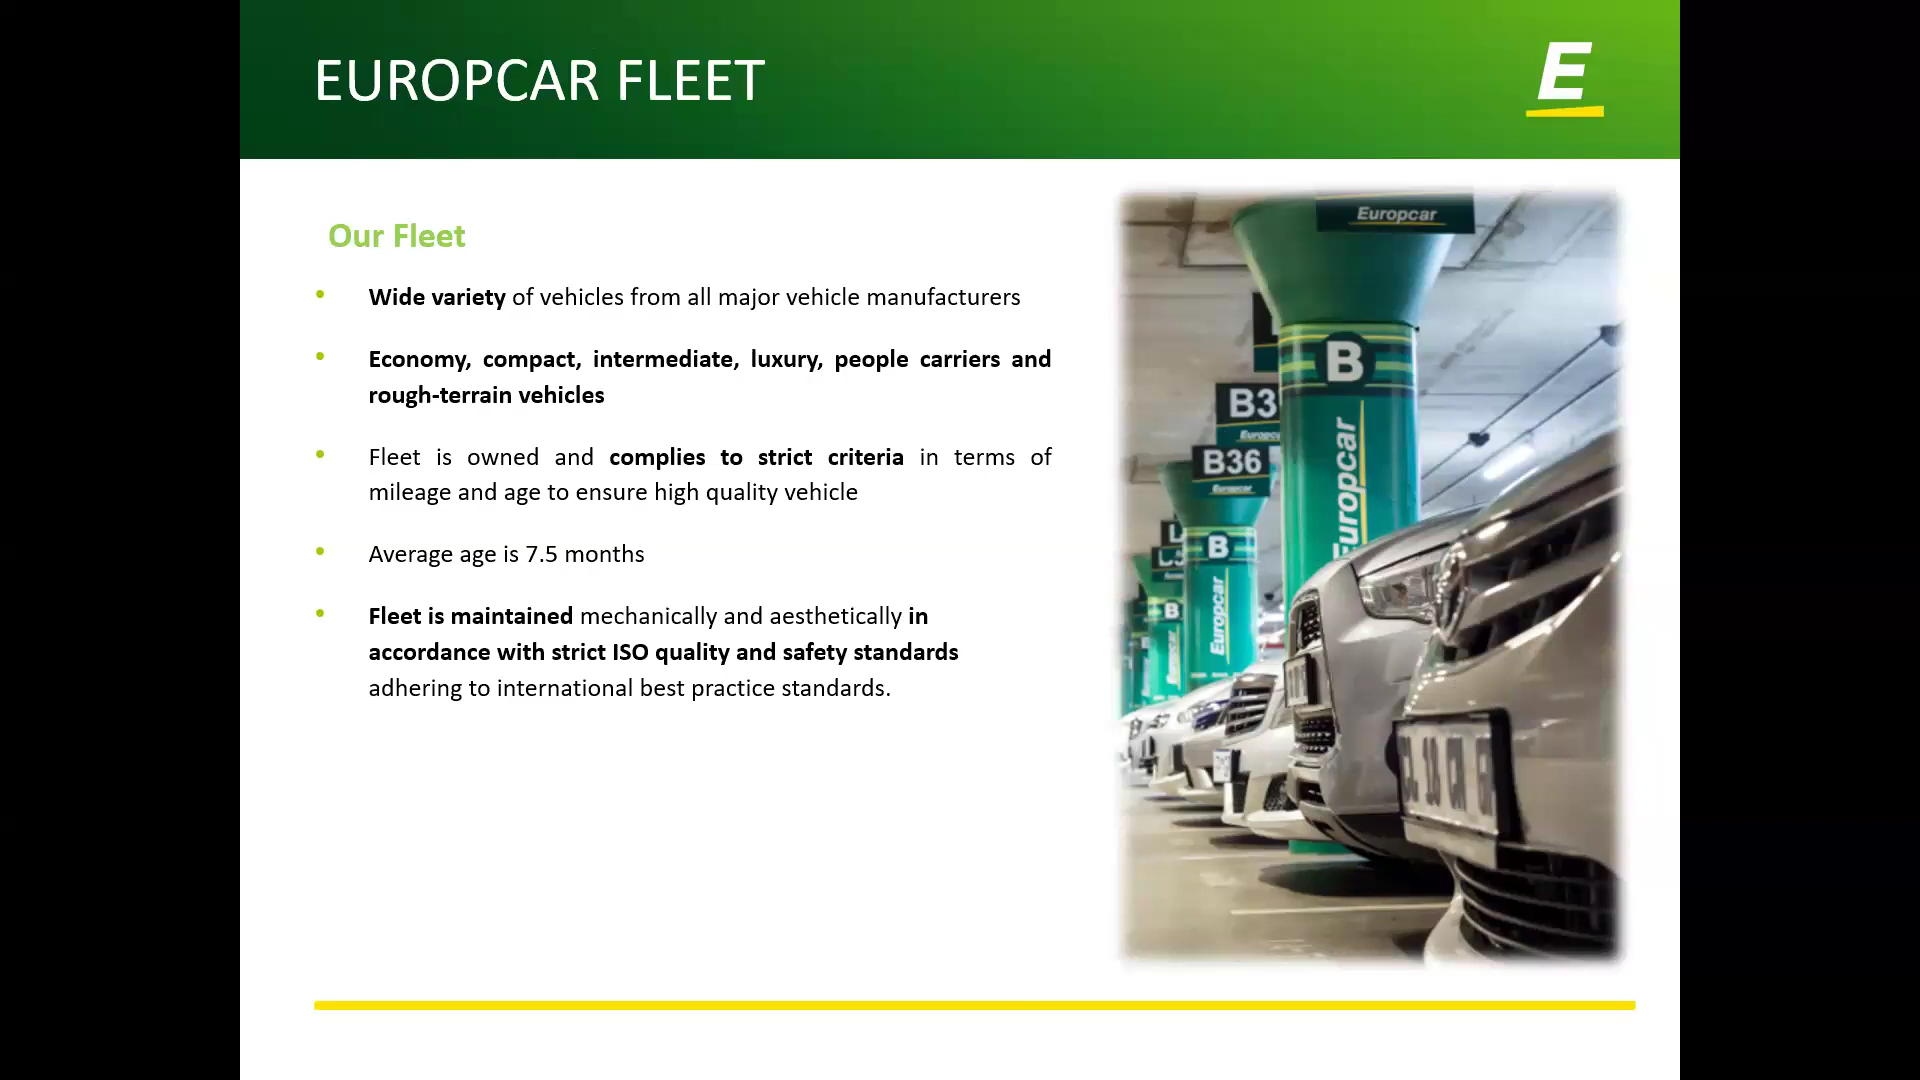 EUROPCAR FLEET
E
Our Fleet
• Wide variety of vehicles from all major vehicle manufacturers
• Economy, compact, intermediate, luxury, people carriers and
rough-terrain vehicles
• Fleet is owned and complies to strict criteria in terms of
mileage and age to ensure high quality vehicle
• Average age is 7.5 months
• Fleet is maintained mechanically and aesthetically in
accordance with strict ISO quality and safety standards
adhering to international best practice standards.
Europcar
B
Europcar
B3
B36
Europcar
B
Europcar
B